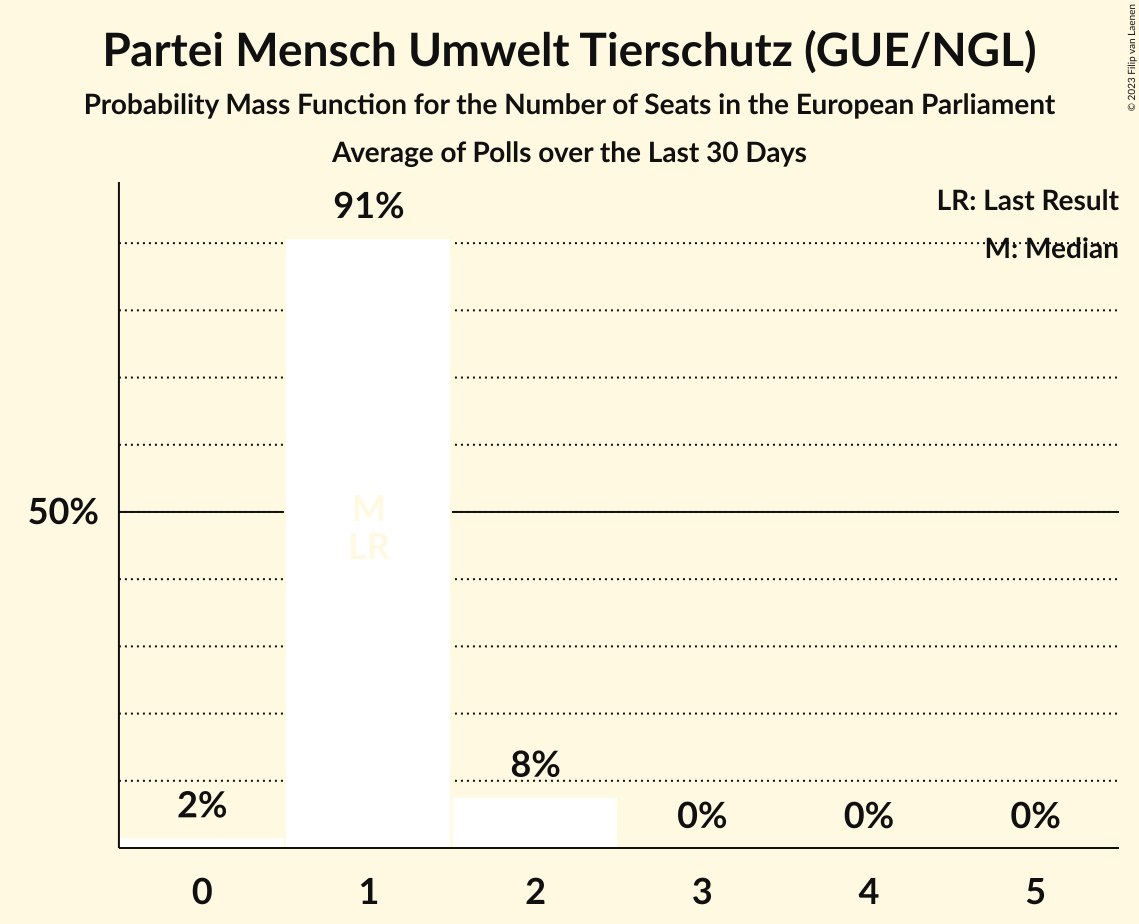 Partei Mensch Umwelt Tierschutz (GUE/NGL)
Probability Mass Function for the Number of Seats in the European Parliament
Average of Polls over the Last 30 Days
© 2023 Filip van Laenen
LR: Last Result
M: Median
91%
50%
M
LR
8%
2%
0%
0%
0%
0
1
2
3
4
5